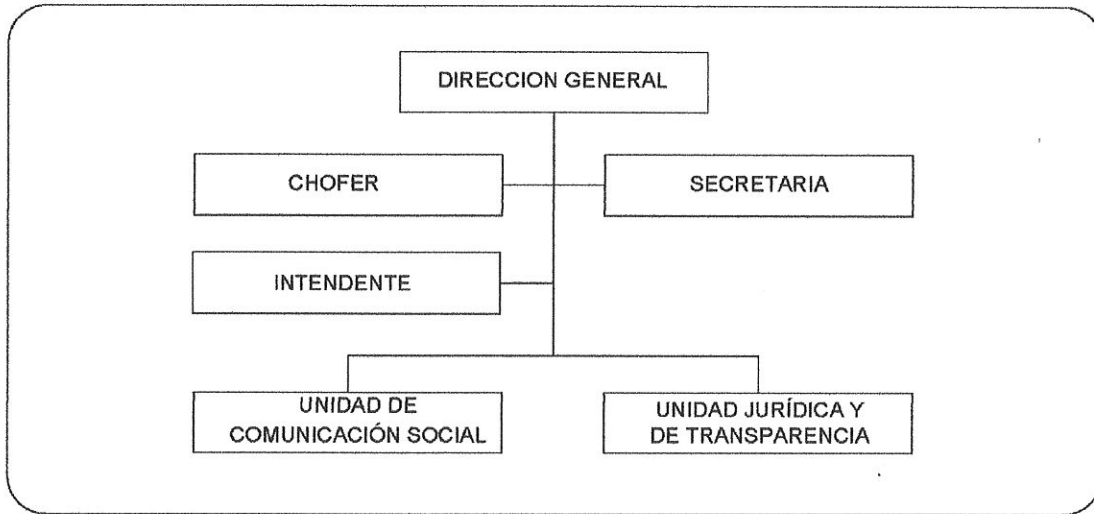 DIRECCION GENERAL
CHOFER
SECRETARIA
INTENDENTE
UNIDAD DE
COMUNICACIÓN SOCIAL
UNIDAD JURÍDICA Y
DE TRANSPARENCIA